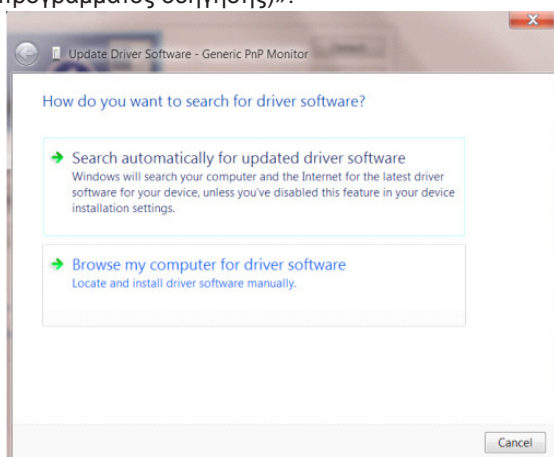 προγράμματος οδήγησης)».
Update Driver Software - Generic PnP Monitor
How do you want to search for driver software?
Search automatically for updated driver software
Windows will search your computer and the Internet for the latest driver
software for your device, unless you've disabled this feature in your device
installation settings.
Browse my computer for driver software
Locate and install driver software manually.
Cancel